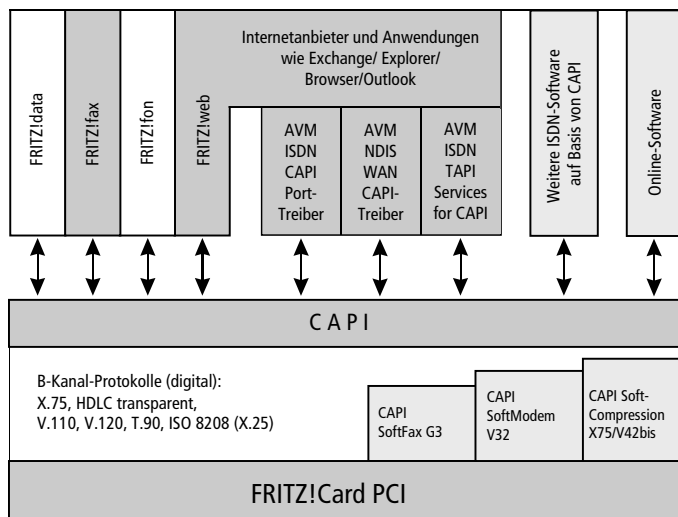 FRITZ!data
FRITZ!fax
FRITZ!fon
FRITZ!web
Internetanbieter und Anwendungen
wie Exchange/ Explorer/
Browser/Outlook
AVM
ISDN
CAPI
Port-
Treiber
AVM
NDIS
WAN
CAPI-
Treiber
AVM
ISDN
TAPI
Services
for CAPI
Weitere ISDN-Software
auf Basis von CAPI
Online-Software
C A P I
B-Kanal-Protokolle (digital):
X.75, HDLC transparent,
V.110, V.120, T.90, ISO 8208 (X.25)
CAPI
SoftFax G3
CAPI
SoftModem
V32
CAPI Soft-
Compression
X75/V42bis
FRITZ!Card PCI